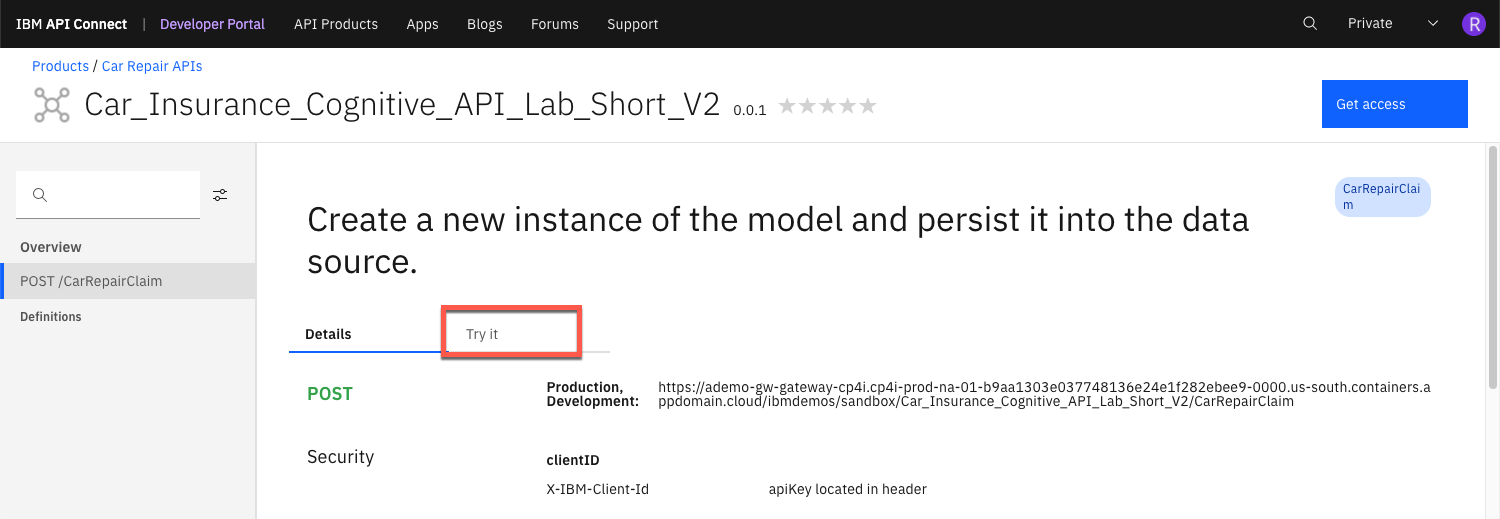 IBM API Connect | Developer Portal API Products Apps Blogs Forums Support Private R
Products / Car Repair APIs
Car_Insurance_Cognitive_API_Lab_Short_V2 0.0.1
Get access
Overview
POST /CarRepairClaim
Definitions
CarRepairClai
m
Create a new instance of the model and persist it into the data
source.
Details Try it
POST
Production,
Development:
https://ademo-gw-gateway-cp4i.cp4i-prod-na-01-b9aa1303e037748136e24e1f282ebee9-0000.us-south.containers.a
ppdomain.cloud/ibmdemos/sandbox/Car_Insurance_Cognitive_API_Lab_Short_V2/CarRepairClaim
Security
clientID
X-IBM-Client-Id apiKey located in header